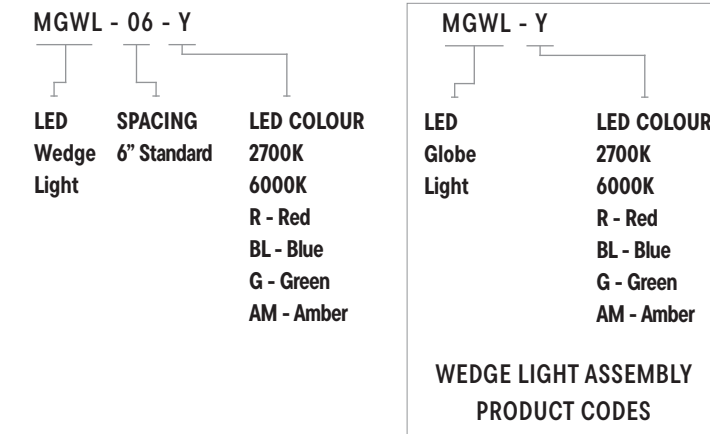 MGWL - 06 - Y
LED
Wedge
Light
SPACING
6” Standard
LED COLOUR
2700K
6000K
R - Red
BL - Blue
G - Green
AM - Amber
MGWL - Y
LED
Globe
Light
LED COLOUR
2700K
6000K
R - Red
BL - Blue
G - Green
AM - Amber
WEDGE LIGHT ASSEMBLY
PRODUCT CODES